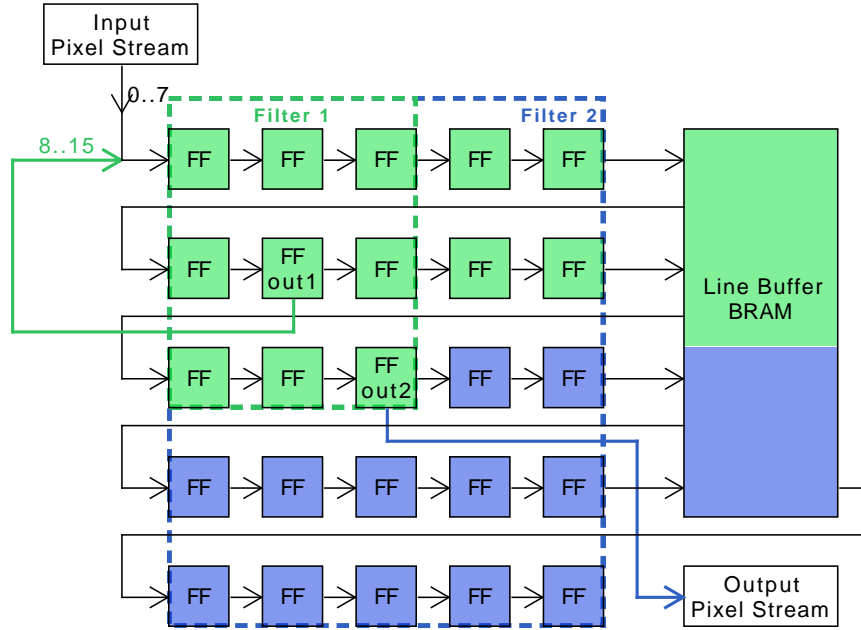 Input
Pixel Stream
0..7
Filter 1
Filter 2
8..15
FF FF FF FF FF
FF FF FF FF FF
out1
Line Buffer
BRAM
FF FF FF FF FF
out2
FF FF FF FF FF
FF FF FF FF FF
Output
Pixel Stream